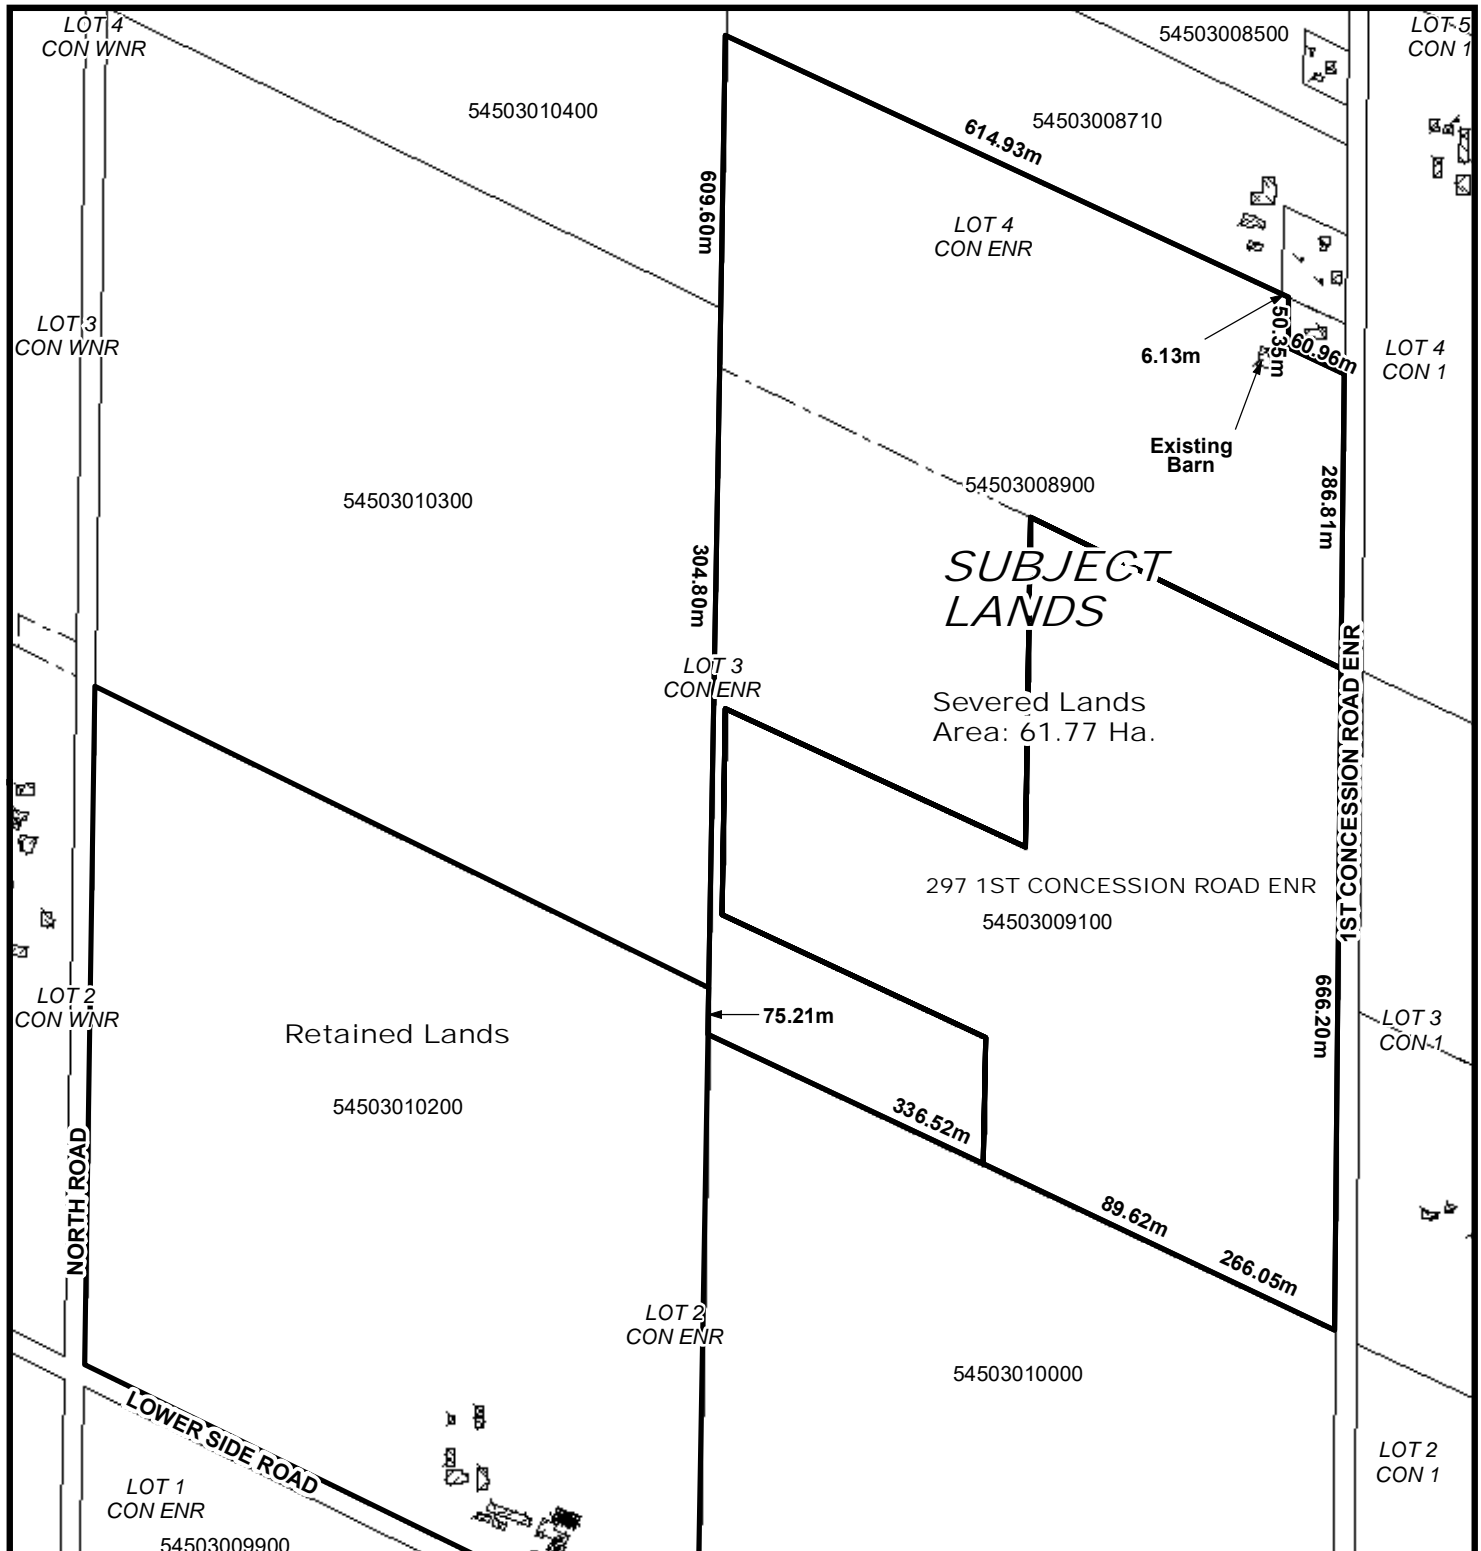 LOT 4
CON WNR
54503008500
LOT 5
CON 1
54503010400
54503008710
614.93m
609.60m
LOT 4
CON ENR
LOT 3
CON WNR
6.13m
50.35m
60.96m
LOT 4
CON 1
Existing
Barn
286.81m
54503010300
54503008900
SUBJECT
LANDS
304.80m
LOT 3
CON ENR
Severed Lands
Area: 61.77 Ha.
1ST CONCESSION ROAD ENR
297 1ST CONCESSION ROAD ENR
54503009100
LOT 2
CON WNR
Retained Lands
75.21m
666.20m
LOT 3
CON 1
54503010200
336.52m
NORTH ROAD
89.62m
266.05m
LOT 2
CON ENR
54503010000
LOWER SIDE ROAD
LOT 2
CON 1
LOT 1
CON ENR
54503009900